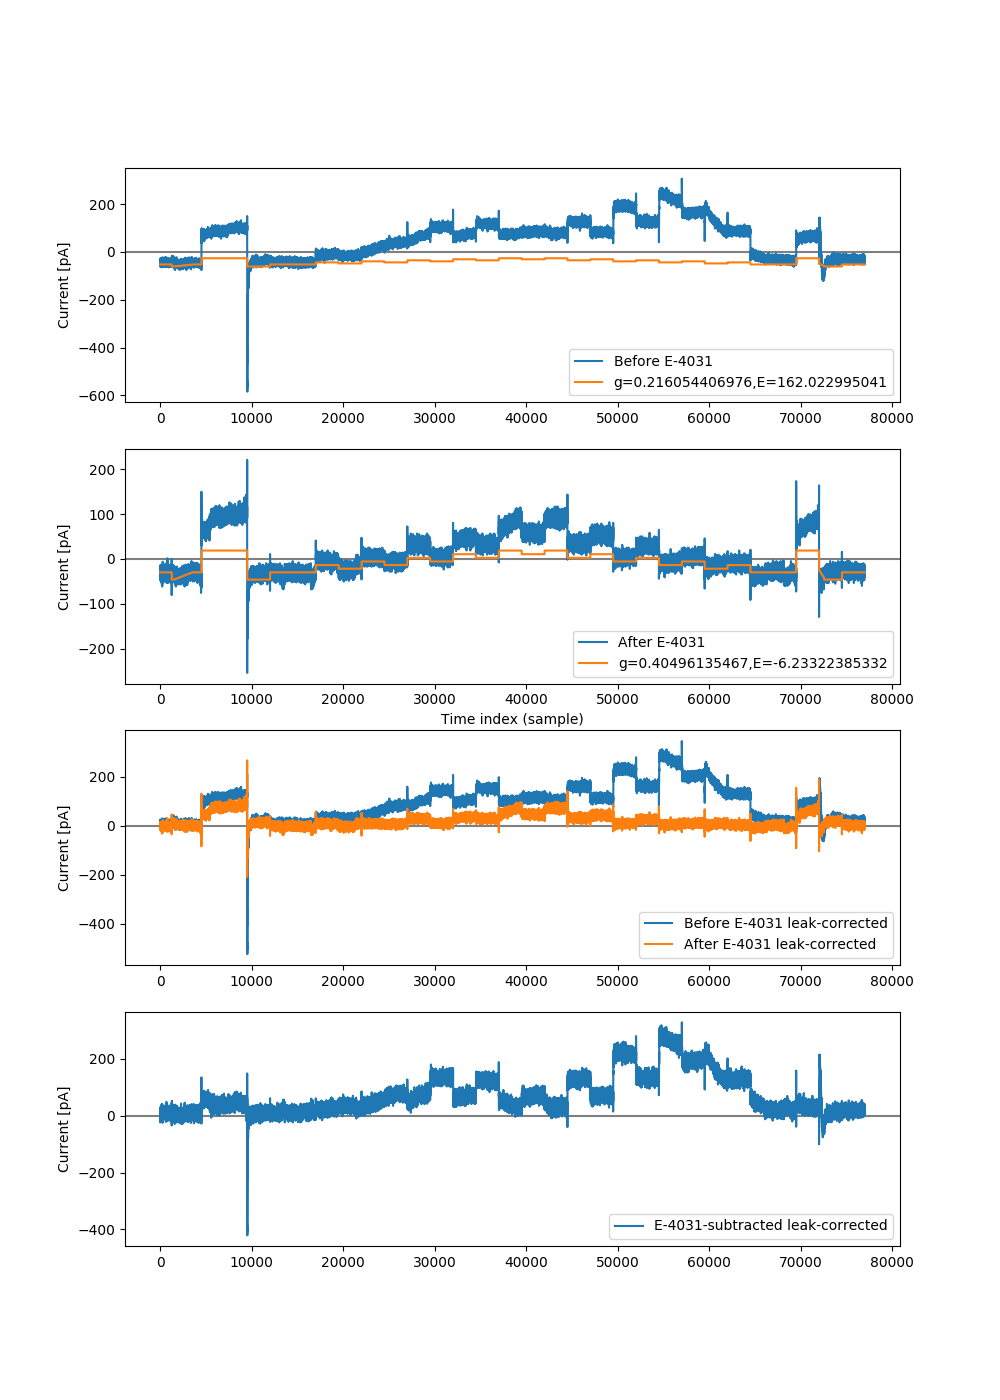 200
0
−200
−400
−600
Current [pA]
Before E-4031
g=0.216054406976,E=162.022995041
0 10000 20000 30000 40000 50000 60000 70000 80000
200
100
0
−100
−200
Current [pA]
After E-4031
g=0.40496135467,E=-6.23322385332
0 10000 20000 30000 40000 50000 60000 70000 80000
Time index (sample)
200
0
−200
−400
Current [pA]
Before E-4031 leak-corrected
After E-4031 leak-corrected
0 10000 20000 30000 40000 50000 60000 70000 80000
200
0
−200
−400
Current [pA]
E-4031-subtracted leak-corrected
0 10000 20000 30000 40000 50000 60000 70000 80000